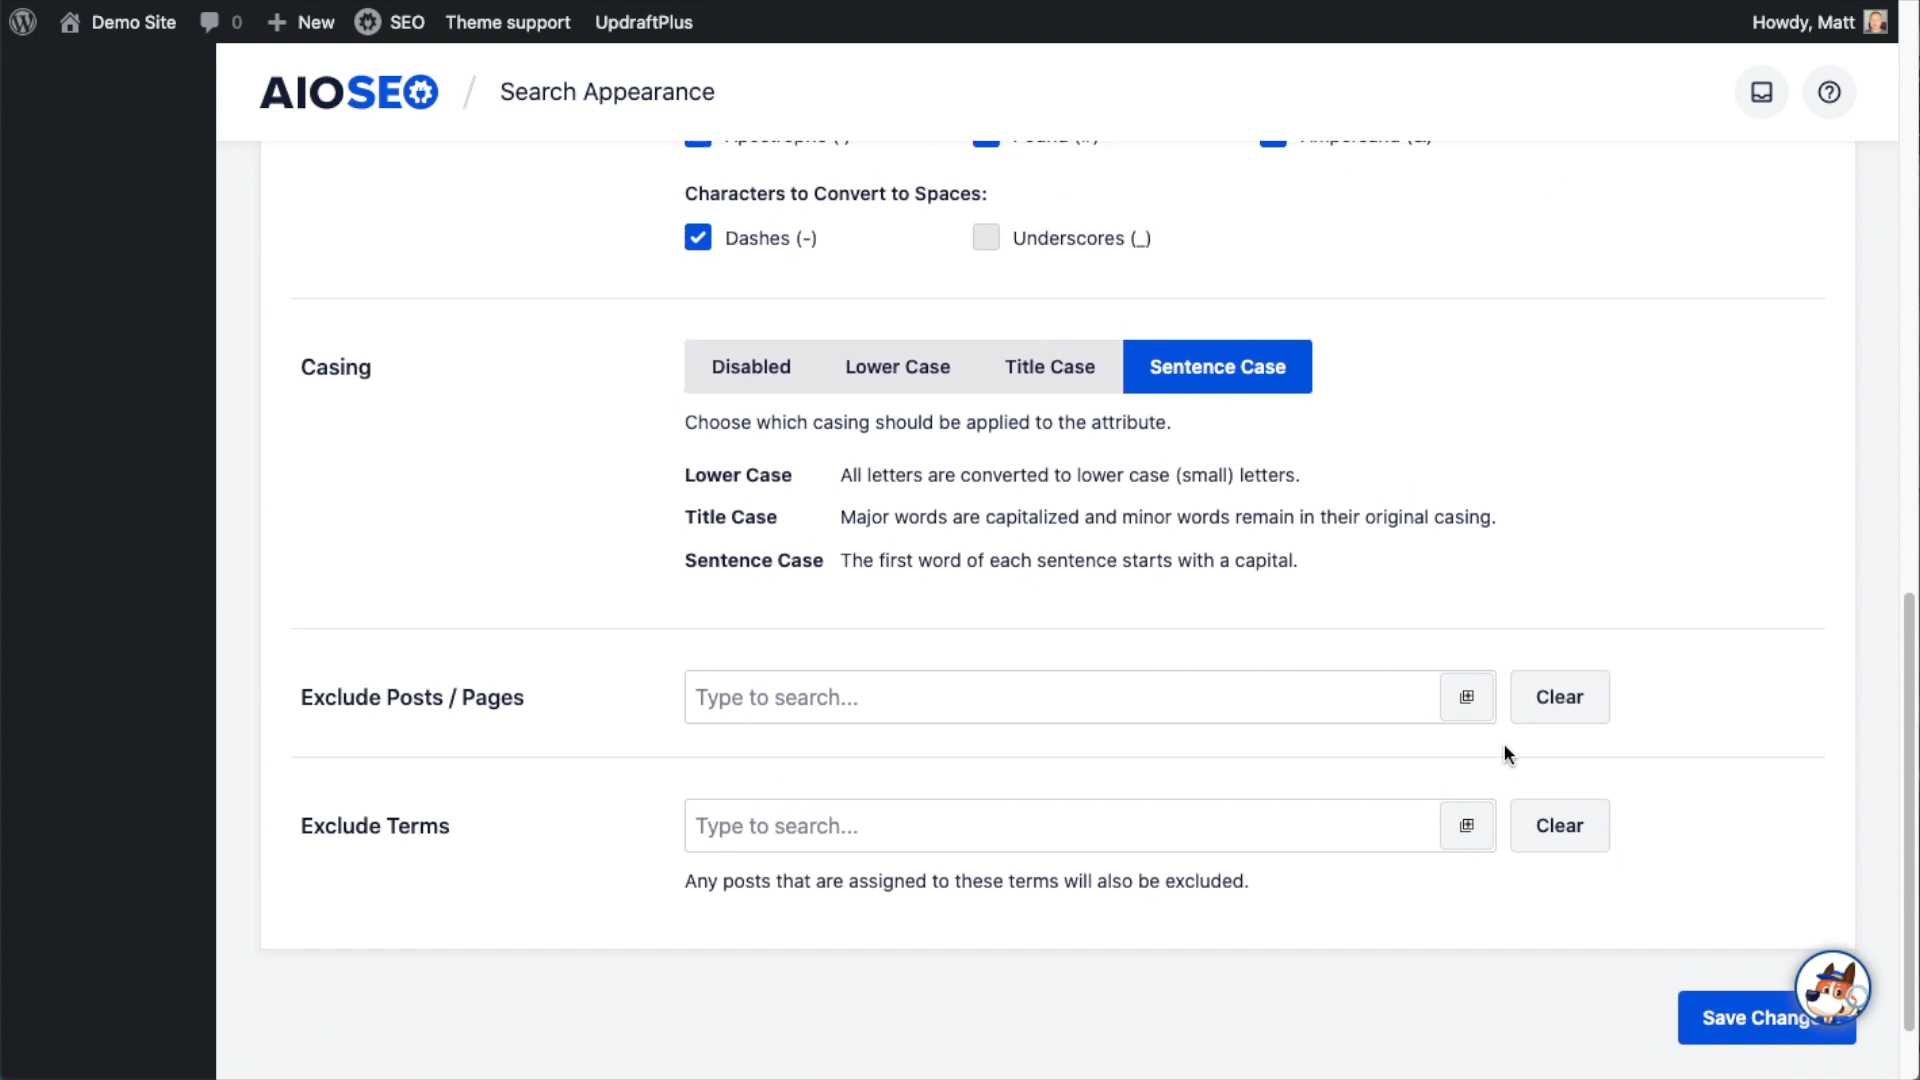 Demo Site 0 New SEO Theme support UpdraftPlus Howdy, Matt
AIOSEO / Search Appearance
Characters to Convert to Spaces:
Dashes (-) Underscores (_)
Casing Disabled Lower Case Title Case Sentence Case
Choose which casing should be applied to the attribute.
Lower Case All letters are converted to lower case (small) letters.
Title Case Major words are capitalized and minor words remain in their original casing.
Sentence Case The first word of each sentence starts with a capital.
Exclude Posts / Pages Type to search... Clear
Exclude Terms Type to search... Clear
Any posts that are assigned to these terms will also be excluded.
Save